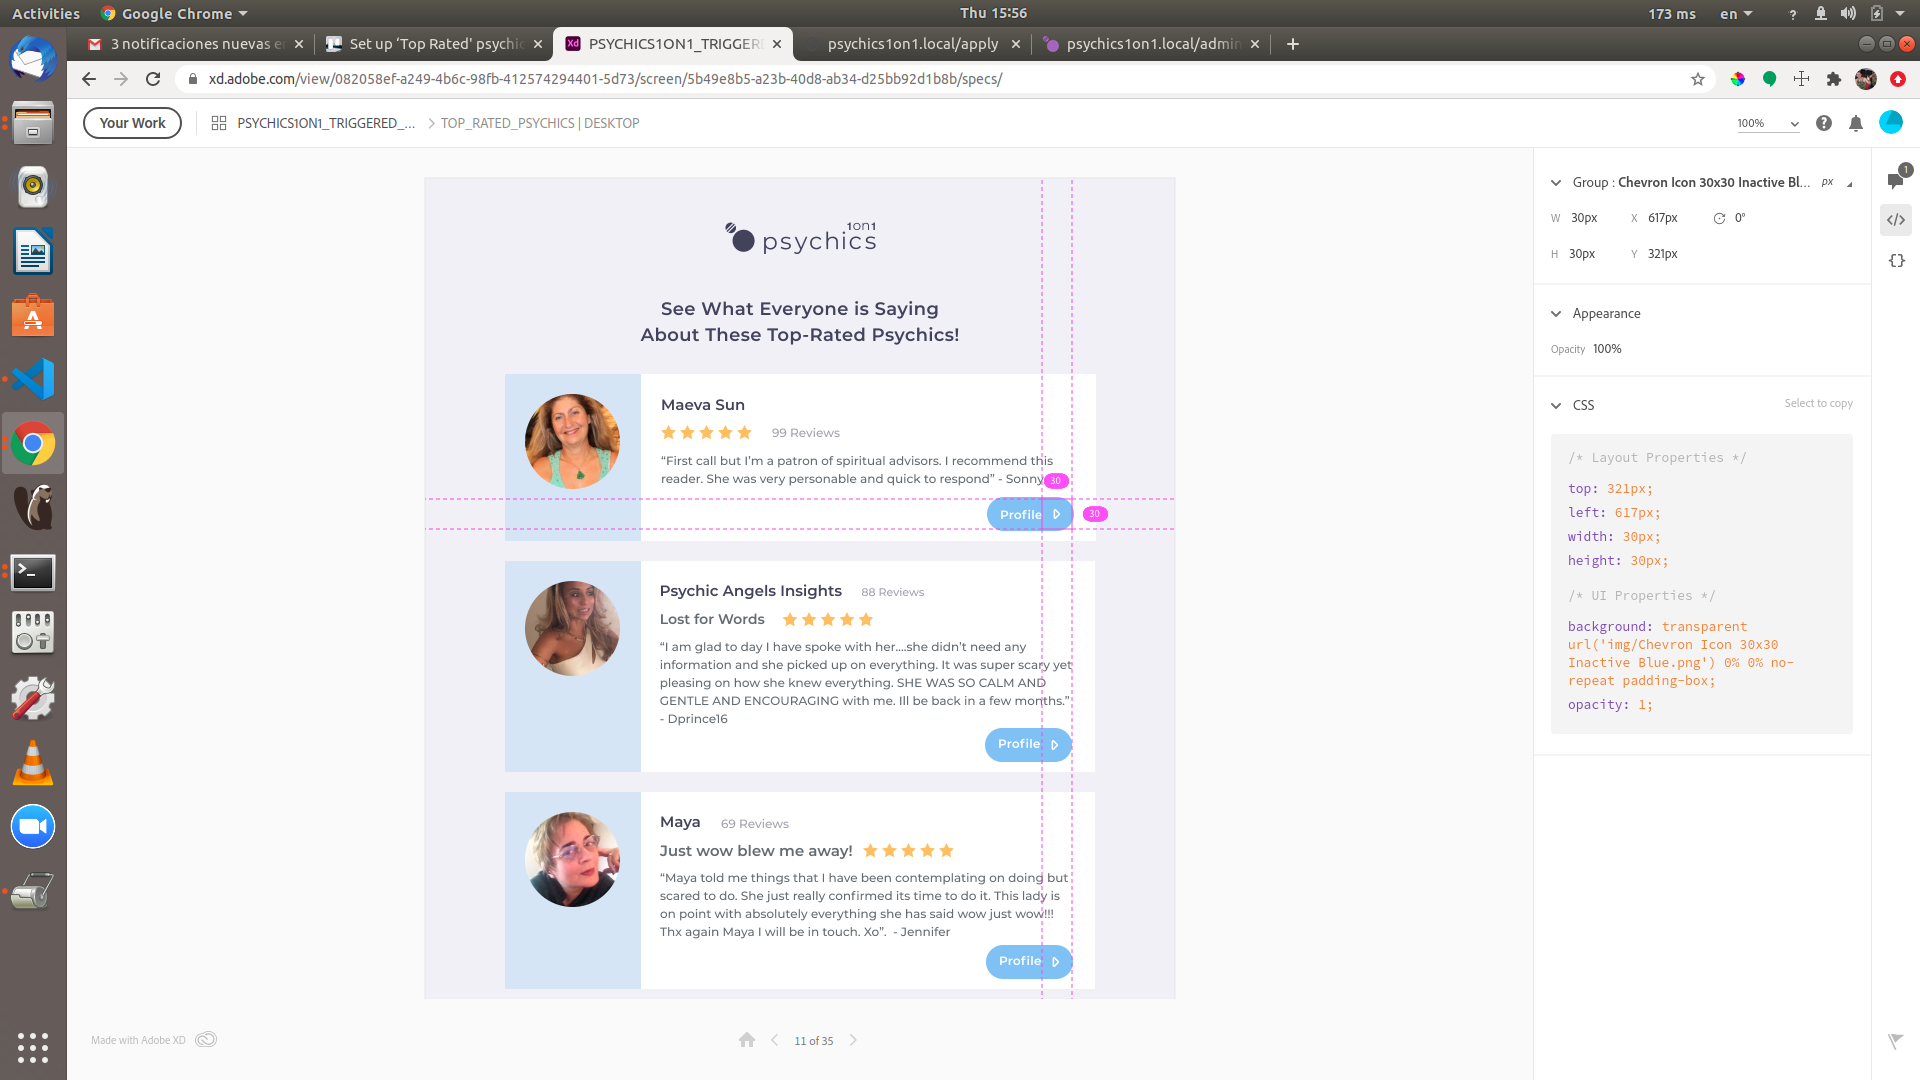 Activities
Google Chrome
Thu 15:56
173 ms
en
?
3 notificaciones nuevas en
Set up ‘Top Rated' psychic
Xd
PSYCHICS1ON1_TRIGGER
psychics1on1.local/apply
psychics1on1.local/admin
xd.adobe.com/view/082058ef-a249-4b6c-98fb-412574294401-5d73/screen/5b49e8b5-a23b-40d8-ab34-d25bb92d1b8b/specs/
Your Work
PSYCHICS1ON1_TRIGGERED_...
TOP_RATED_PSYCHICS | DESKTOP
100%
1on1
psychics
See What Everyone is Saying
About These Top-Rated Psychics!
Maeva Sun
99 Reviews
“First call but I’m a patron of spiritual advisors. I recommend this
reader. She was very personable and quick to respond” - Sonny
30
Profile
30
Psychic Angels Insights
88 Reviews
Lost for Words
“I am glad to day I have spoke with her....she didn’t need any
information and she picked up on everything. It was super scary yet
pleasing on how she knew everything. SHE WAS SO CALM AND
GENTLE AND ENCOURAGING with me. Ill be back in a few months.”
- Dprince16
Profile
Maya
69 Reviews
Just wow blew me away!
“Maya told me things that I have been contemplating on doing but
scared to do. She just really confirmed its time to do it. This lady is
on point with absolutely everything she has said wow just wow!!!
Thx again Maya I will be in touch. Xo”.  - Jennifer
Profile
Made with Adobe XD
11 of 35
Group : Chevron Icon 30x30 Inactive Bl...
px
W 30px
X 617px
0°
H 30px
Y 321px
Appearance
Opacity 100%
CSS
Select to copy
/* Layout Properties */
top: 321px;
left: 617px;
width: 30px;
height: 30px;
/* UI Properties */
background: transparent
url('img/Chevron Icon 30x30
Inactive Blue.png') 0% 0% no-
repeat padding-box;
opacity: 1;
1